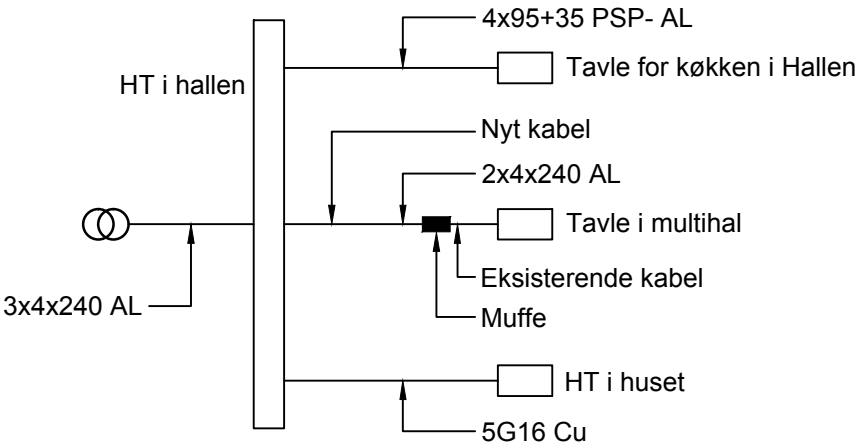 4x95+35 PSP- AL
HT i hallen
Tavle for køkken i Hallen
Nyt kabel
2x4x240 AL
Tavle i multihal
Eksisterende kabel
3x4x240 AL
Muffe
HT i huset
5G16 Cu